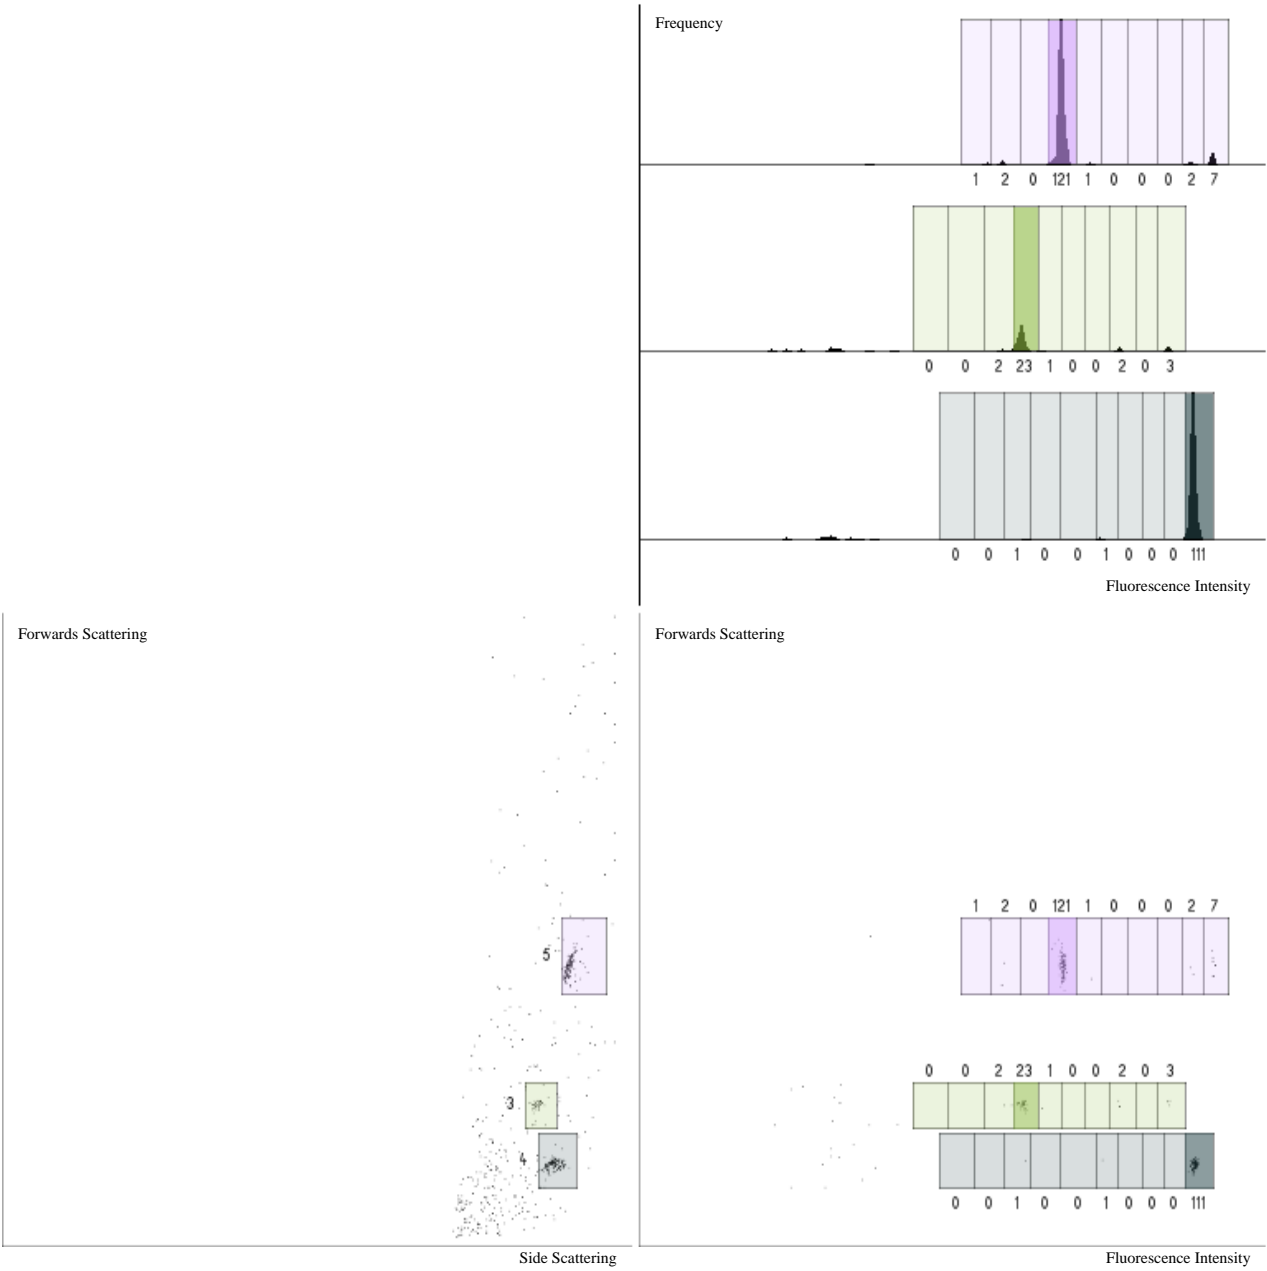 Frequency
1 2 0 121 1 0 0 0 2 7
0 0 2 23 1 0 0 2 0 3
0 0 1 0 0 1 0 0 0 111
Fluorescence Intensity
Forwards Scattering
5
3
4
Side Scattering
Forwards Scattering
1 2 0 121 1 0 0 0 2 7
0 0 2 23 1 0 0 2 0 3
0 0 1 0 0 1 0 0 0 111
Fluorescence Intensity